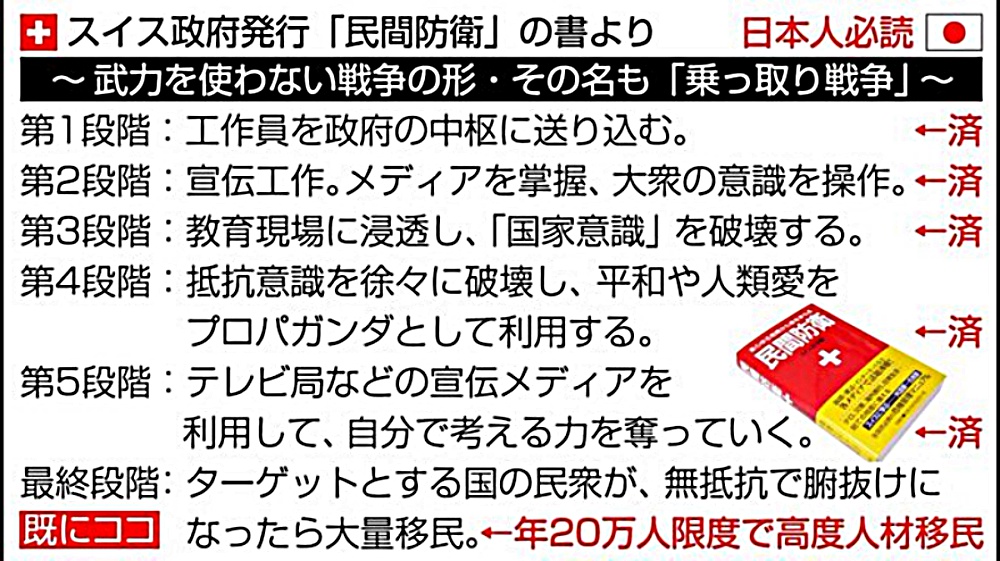 スイス政府発行「民間防衛」の書より 日本人必読
～武力を使わない戦争の形・その名も「乗っ取り戦争」～
第1段階：工作員を政府の中枢に送り込む。 ←済
第2段階：宣伝工作。メディアを掌握、大衆の意識を操作。←済
第3段階：教育現場に浸透し、「国家意識」を破壊する。 ←済
第4段階：抵抗意識を徐々に破壊し、平和や人類愛を
プロパガンダとして利用する。 ←済
民間防衛
第5段階：テレビ局などの宣伝メディアを
利用して、自分で考える力を奪っていく。 ←済
最終段階：ターゲットとする国の民衆が、無抵抗で腑抜けに
既にココ なったら大量移民。←年20万人限度で高度人材移民